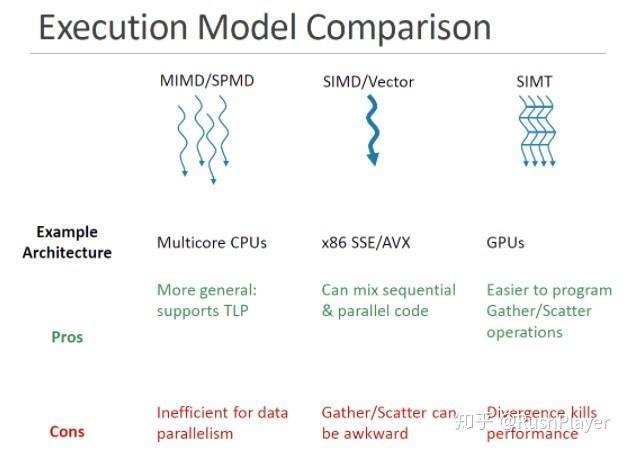 Execution Model Comparison
MIMD/SPMD
SIMD/Vector
SIMT
Example
Architecture
Multicore CPUs
x86 SSE/AVX
GPUs
Pros
More general:
supports TLP
Can mix sequential
& parallel code
Easier to program
Gather/Scatter
operations
Cons
Inefficient for data
parallelism
Gather/Scatter can
be awkward
Divergence kills
performance
知乎 @RushPlayer